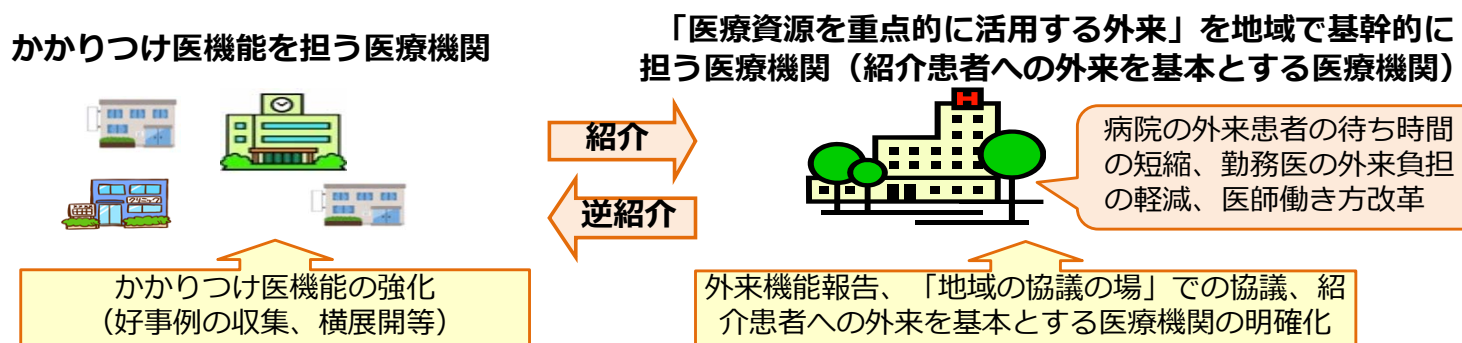 かかりつけ医機能を担う医療機関
「医療資源を重点的に活用する外来」を地域で基幹的に
担う医療機関（紹介患者への外来を基本とする医療機関）
紹介
逆紹介
H
病院の外来患者の待ち時間
の短縮、勤務医の外来負担
の軽減、医師働き方改革
かかりつけ医機能の強化
（好事例の収集、横展開等）
外来機能報告、「地域の協議の場」での協議、紹
介患者への外来を基本とする医療機関の明確化